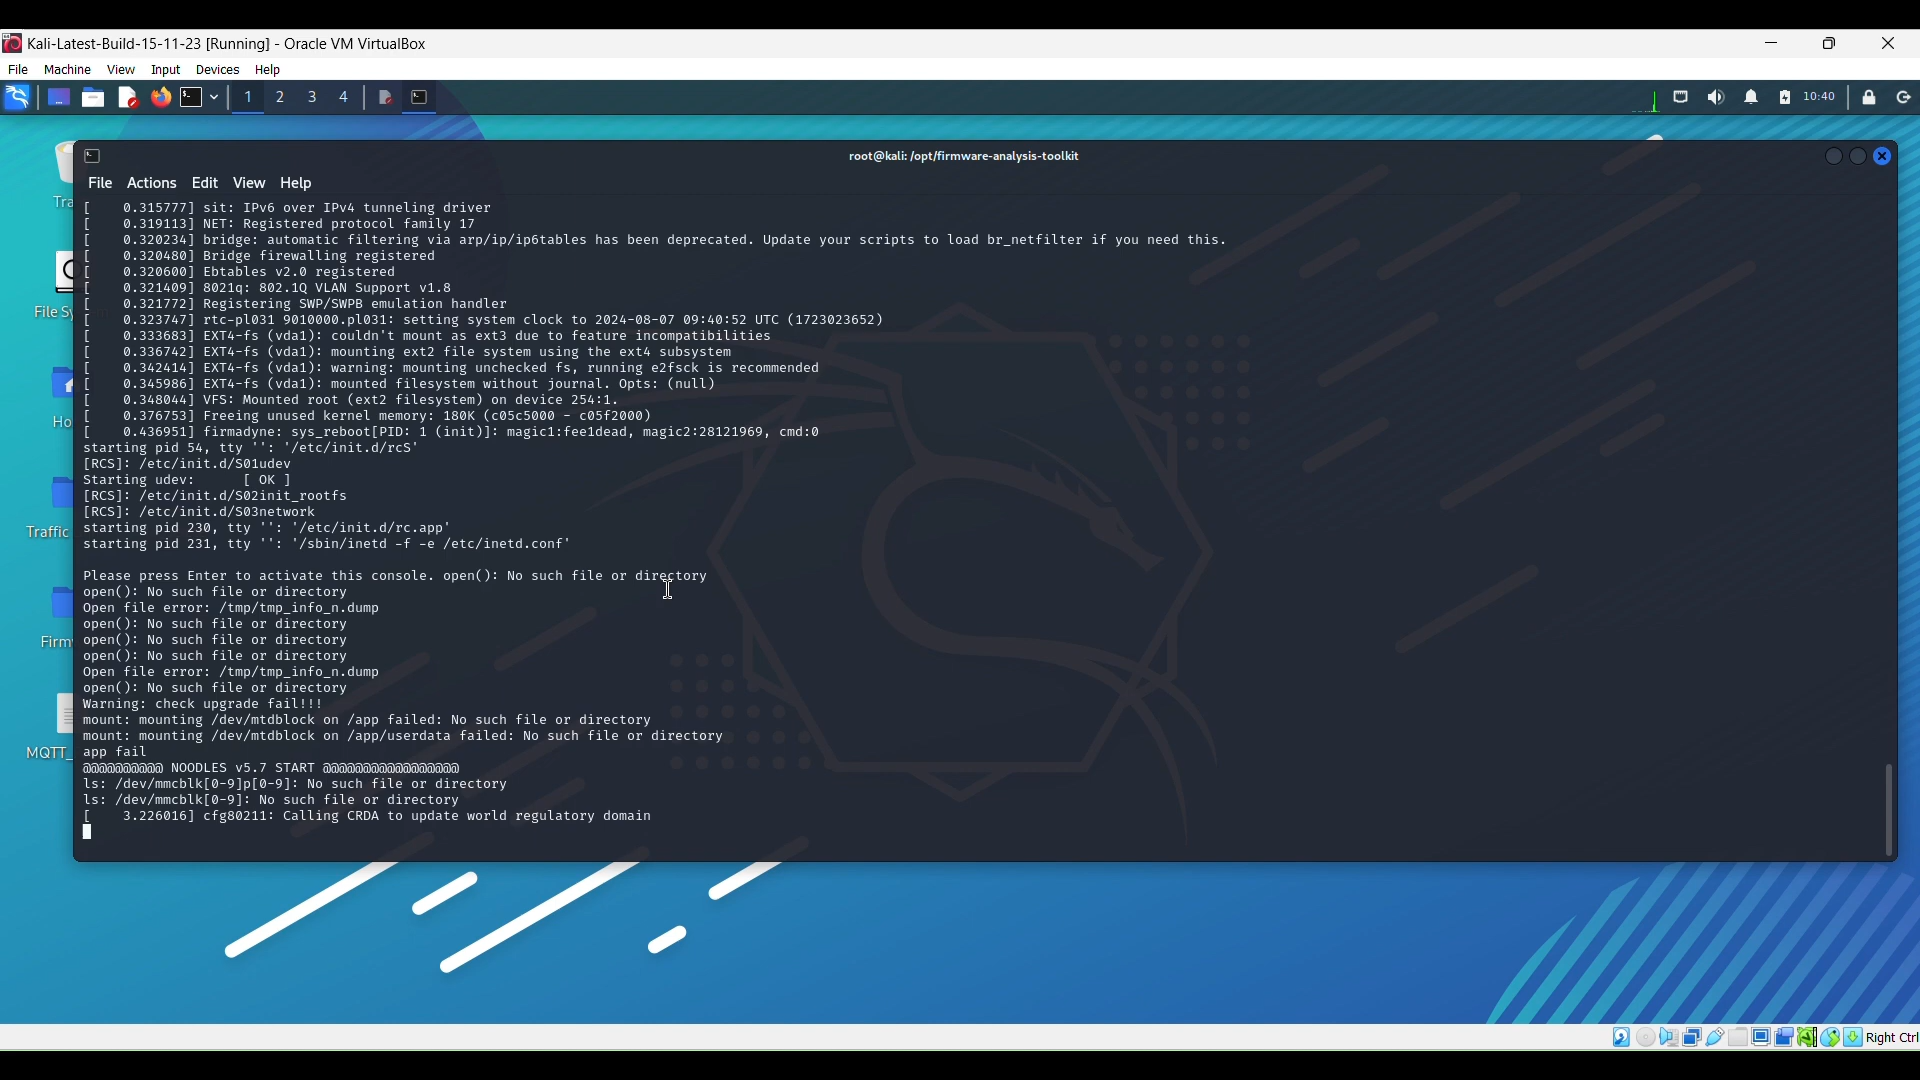 Kali-Latest-Build-15-11-23 [Running] - Oracle VM VirtualBox
File Machine View Input Devices Help
1 2 3 4 10:40
root@kali: /opt/firmware-analysis-toolkit
File Actions Edit View Help
[    0.315777] sit: IPv6 over IPv4 tunneling driver
[    0.319113] NET: Registered protocol family 17
[    0.320234] bridge: automatic filtering via arp/ip/ip6tables has been deprecated. Update your scripts to load br_netfilter if you need this.
[    0.320480] Bridge firewalling registered
[    0.320600] Ebtables v2.0 registered
[    0.321409] 8021q: 802.1Q VLAN Support v1.8
[    0.321772] Registering SWP/SWPB emulation handler
[    0.323747] rtc-pl031 9010000.pl031: setting system clock to 2024-08-07 09:40:52 UTC (1723023652)
[    0.333683] EXT4-fs (vda1): couldn't mount as ext3 due to feature incompatibilities
[    0.336742] EXT4-fs (vda1): mounting ext2 file system using the ext4 subsystem
[    0.342414] EXT4-fs (vda1): warning: mounting unchecked fs, running e2fsck is recommended
[    0.345986] EXT4-fs (vda1): mounted filesystem without journal. Opts: (null)
[    0.348044] VFS: Mounted root (ext2 filesystem) on device 254:1.
[    0.376753] Freeing unused kernel memory: 180K (c05c5000 - c05f2000)
[    0.436951] firmadyne: sys_reboot[PID: 1 (init)]: magic1:fee1dead, magic2:28121969, cmd:0
starting pid 54, tty '': '/etc/init.d/rcS'
[RCS]: /etc/init.d/S01udev
Starting udev:      [ OK ]
[RCS]: /etc/init.d/S02init_rootfs
[RCS]: /etc/init.d/S03network
starting pid 230, tty '': '/etc/init.d/rc.app'
starting pid 231, tty '': '/sbin/inetd -f -e /etc/inetd.conf'
Please press Enter to activate this console. open(): No such file or directory
open(): No such file or directory
Open file error: /tmp/tmp_info_n.dump
open(): No such file or directory
open(): No such file or directory
open(): No such file or directory
Open file error: /tmp/tmp_info_n.dump
open(): No such file or directory
Warning: check upgrade fail!!!
mount: mounting /dev/mtdblock on /app failed: No such file or directory
mount: mounting /dev/mtdblock on /app/userdata failed: No such file or directory
app fail
@@@@@@@@@@ NOODLES v5.7 START @@@@@@@@@@@@@@@@@
ls: /dev/mmcblk[0-9]p[0-9]: No such file or directory
ls: /dev/mmcblk[0-9]: No such file or directory
[    3.226016] cfg80211: Calling CRDA to update world regulatory domain
Tra
File Sy
Ho
Traffic
Firm
MQTT_
Right Ctrl